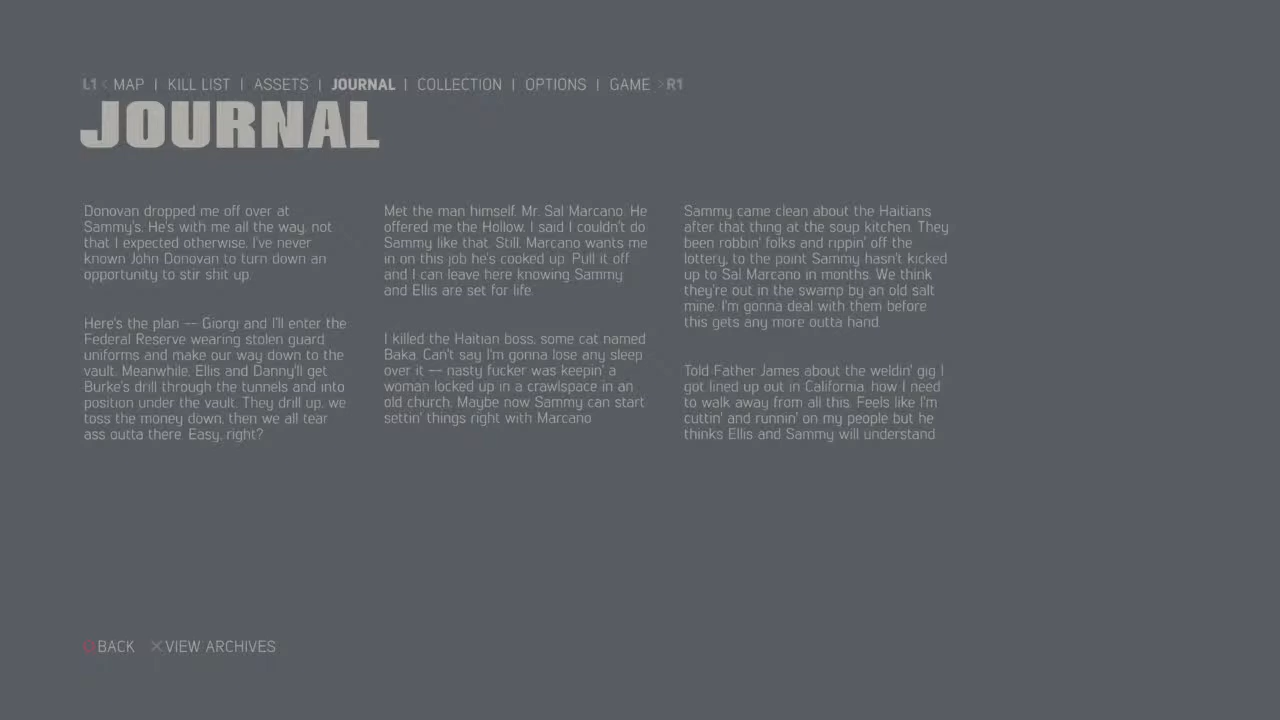 L1 < MAP | KILL LIST | ASSETS | JOURNAL | COLLECTION | OPTIONS | GAME > R1
JOURNAL
Donovan dropped me off over at
Sammy's. He's with me all the way, not
that I expected otherwise. I've never
known John Donovan to turn down an
opportunity to stir shit up.
Here's the plan -- Giorgi and I'll enter the
Federal Reserve wearing stolen guard
uniforms and make our way down to the
vault. Meanwhile, Ellis and Danny'll get
Burke's drill through the tunnels and into
position under the vault. They drill up, we
toss the money down, then we all tear
ass outta there. Easy, right?
Met the man himself. Mr. Sal Marcano. He
offered me the Hollow. I said I couldn't do
Sammy like that. Still, Marcano wants me
in on this job he's cooked up. Pull it off
and I can leave here knowing Sammy
and Ellis are set for life.
I killed the Haitian boss, some cat named
Baka. Can't say I'm gonna lose any sleep
over it -- nasty fucker was keepin' a
woman locked up in a crawlspace in an
old church. Maybe now Sammy can start
settin' things right with Marcano
Sammy came clean about the Haitians
after that thing at the soup kitchen. They
been robbin' folks and rippin' off the
lottery, to the point Sammy hasn't kicked
up to Sal Marcano in months. We think
they're out in the swamp by an old salt
mine. I'm gonna deal with them before
this gets any more outta hand.
Told Father James about the weldin' gig I
got lined up out in California, how I need
to walk away from all this. Feels like I'm
cuttin' and runnin' on my people but he
thinks Ellis and Sammy will understand.
BACK VIEW ARCHIVES